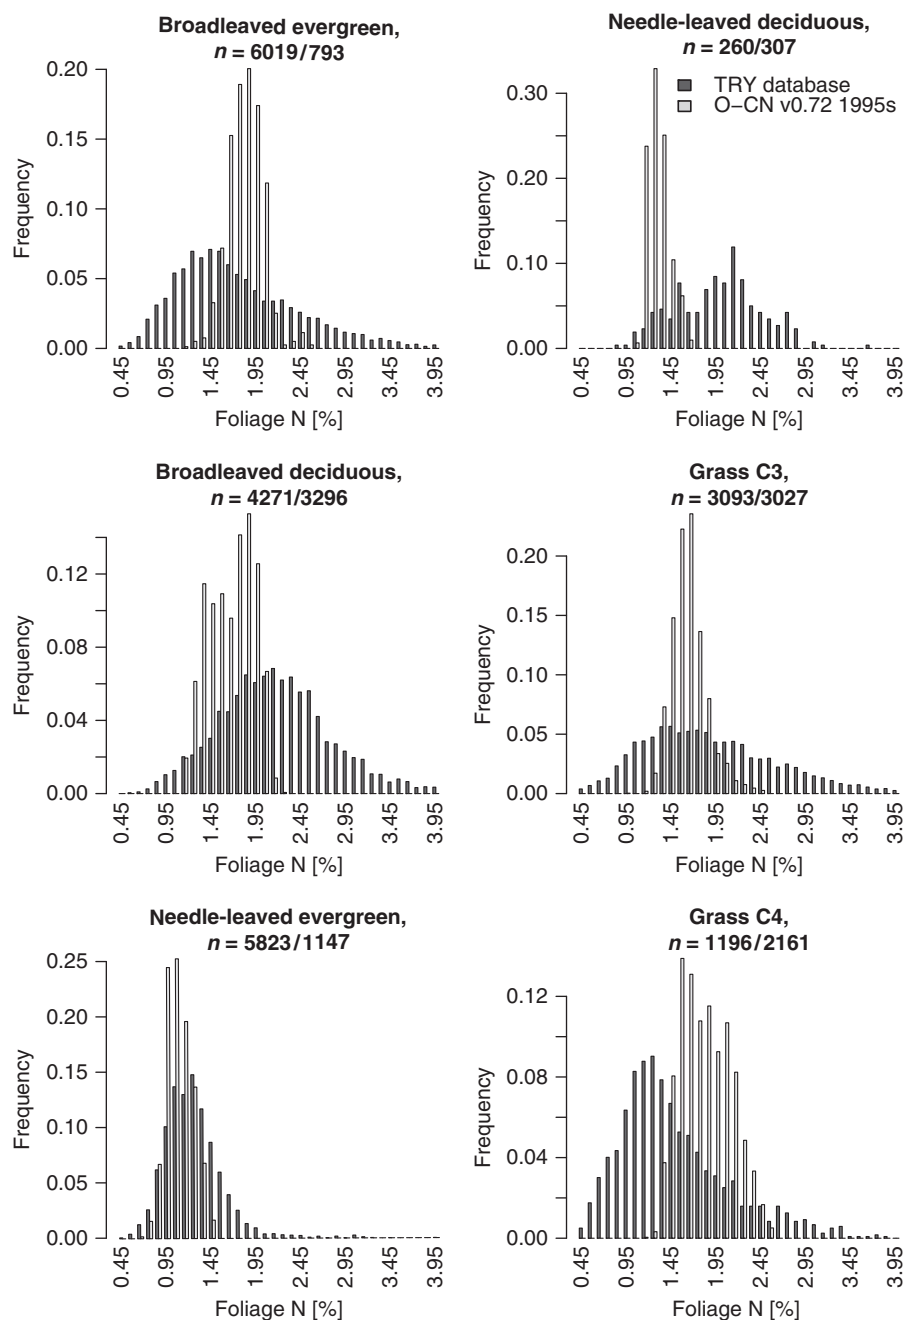 Broadleaved evergreen,
n = 6019/793
Frequency
0.20
0.15
0.10
0.05
0.00
0.45
0.95
1.45
1.95
2.45
2.95
3.45
3.95
Foliage N [%]
Needle-leaved deciduous,
n = 260/307
TRY database
O−CN v0.72 1995s
Frequency
0.30
0.20
0.10
0.00
0.45
0.95
1.45
1.95
2.45
2.95
3.45
3.95
Foliage N [%]
Broadleaved deciduous,
n = 4271/3296
Frequency
0.12
0.08
0.04
0.00
0.45
0.95
1.45
1.95
2.45
2.95
3.45
3.95
Foliage N [%]
Grass C3,
n = 3093/3027
Frequency
0.20
0.15
0.10
0.05
0.00
0.45
0.95
1.45
1.95
2.45
2.95
3.45
3.95
Foliage N [%]
Needle-leaved evergreen,
n = 5823/1147
Frequency
0.25
0.20
0.15
0.10
0.05
0.00
0.45
0.95
1.45
1.95
2.45
2.95
3.45
3.95
Foliage N [%]
Grass C4,
n = 1196/2161
Frequency
0.12
0.08
0.04
0.00
0.45
0.95
1.45
1.95
2.45
2.95
3.45
3.95
Foliage N [%]